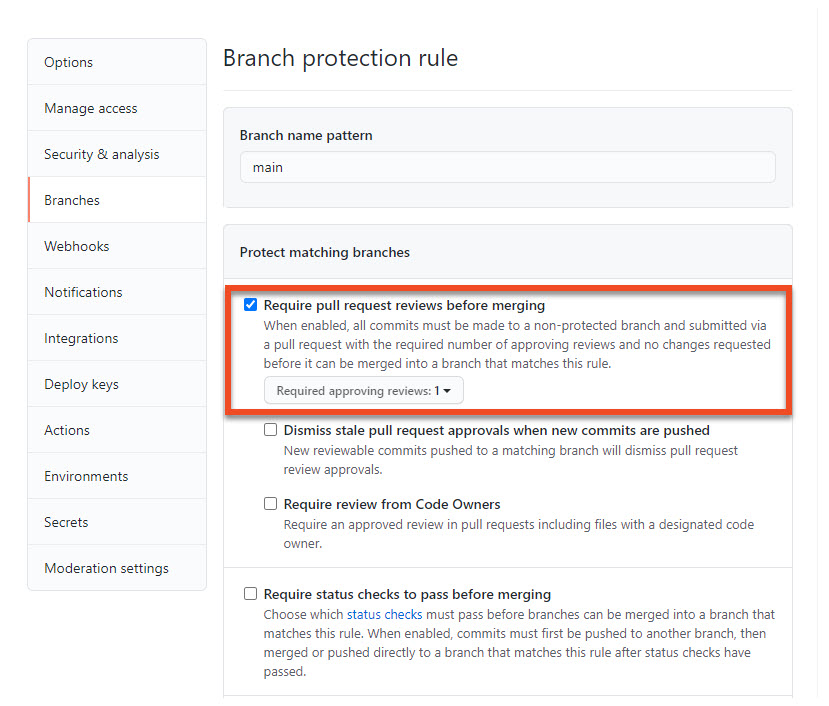 Options
Manage access
Security & analysis
Branches
Webhooks
Notifications
Integrations
Deploy keys
Actions
Environments
Secrets
Moderation settings
Branch protection rule
Branch name pattern
main
Protect matching branches
Require pull request reviews before merging
When enabled, all commits must be made to a non-protected branch and submitted via
a pull request with the required number of approving reviews and no changes requested
before it can be merged into a branch that matches this rule.
Required approving reviews: 1
Dismiss stale pull request approvals when new commits are pushed
New reviewable commits pushed to a matching branch will dismiss pull request
review approvals.
Require review from Code Owners
Require an approved review in pull requests including files with a designated code
owner.
Require status checks to pass before merging
Choose which status checks must pass before branches can be merged into a branch that
matches this rule. When enabled, commits must first be pushed to another branch, then
merged or pushed directly to a branch that matches this rule after status checks have
passed.